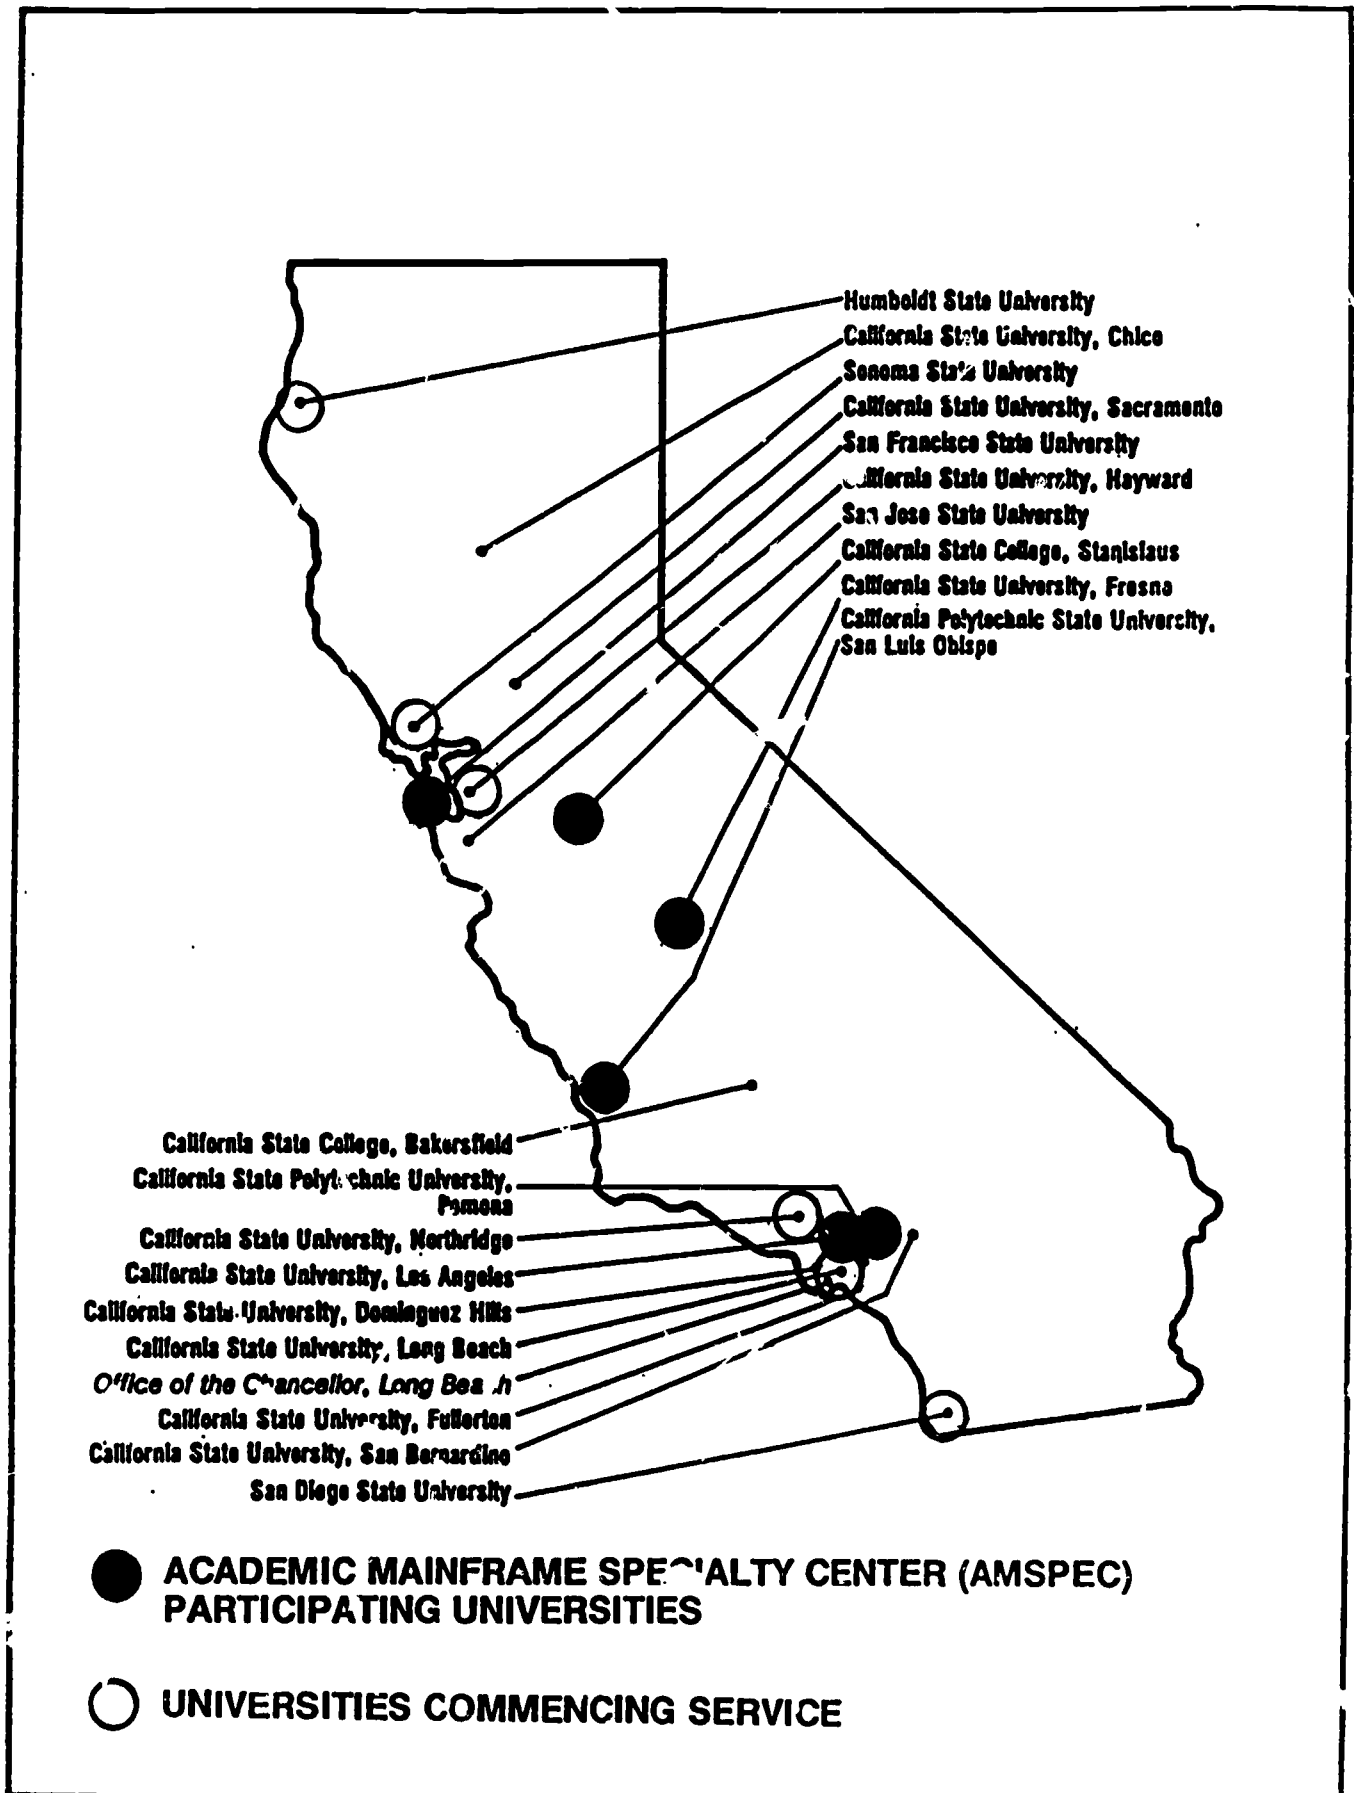 Humboldt State University
California State University, Chico
Sonoma State University
California State University, Sacramento
San Francisco State University
California State University, Hayward
San Jose State University
California State College, Stanislaus
California State University, Fresno
California Polytechnic State University,
San Luis Obispo
California State College, Bakersfield
California State Polytechnic University,
Pomona
California State University, Northridge
California State University, Los Angeles
California State University, Dominguez Hills
California State University, Long Beach
Office of the Chancellor, Long Beach
California State University, Fullerton
California State University, San Bernardino
San Diego State University
ACADEMIC MAINFRAME SPECIALTY CENTER (AMSPEC)
PARTICIPATING UNIVERSITIES
UNIVERSITIES COMMENCING SERVICE